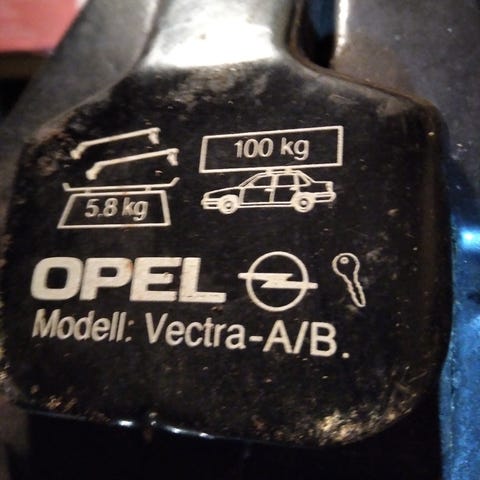 100 kg
5.8 kg
OPEL
Modell: Vectra-A/B.